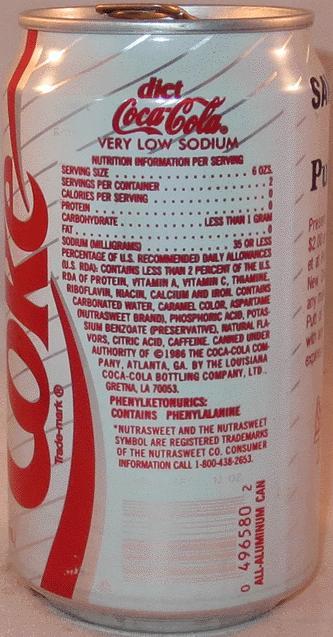 diet
Coca-Cola®
VERY LOW SODIUM
NUTRITION INFORMATION PER SERVING
SERVING SIZE . . . . . . . . . . . . . . . . . . . 6 OZS.
SERVINGS PER CONTAINER . . . . . . . . . . . . 2
CALORIES PER SERVING . . . . . . . . . . . . . . 0
PROTEIN . . . . . . . . . . . . . . . . . . . . . . . 0
CARBOHYDRATE . . . . . . . . . LESS THAN 1 GRAM
FAT . . . . . . . . . . . . . . . . . . . . . . . . . . 0
SODIUM (MILLIGRAMS) . . . . . . . . . 35 OR LESS
PERCENTAGE OF U.S. RECOMMENDED DAILY ALLOWANCES
(U.S. RDA): CONTAINS LESS THAN 2 PERCENT OF THE U.S.
RDA OF PROTEIN, VITAMIN A, VITAMIN C, THIAMINE,
RIBOFLAVIN, NIACIN, CALCIUM AND IRON. CONTAINS
CARBONATED WATER, CARAMEL COLOR, ASPARTAME
(NUTRASWEET BRAND), PHOSPHORIC ACID, POTAS-
SIUM BENZOATE (PRESERVATIVE), NATURAL FLA-
VORS, CITRIC ACID, CAFFEINE. CANNED UNDER
AUTHORITY OF ©1986 THE COCA-COLA COM-
PANY, ATLANTA, GA. BY THE LOUISIANA
COCA-COLA BOTTLING COMPANY, LTD.
GRETNA, LA 70053.
PHENYLKETONURICS:
CONTAINS PHENYLALANINE
*NUTRASWEET AND THE NUTRASWEET
SYMBOL ARE REGISTERED TRADEMARKS
OF THE NUTRASWEET CO. CONSUMER
INFORMATION CALL 1-800-438-2653.
12 OZ
0 496580 2
ALL-ALUMINUM CAN
Coke
Trade-mark ®